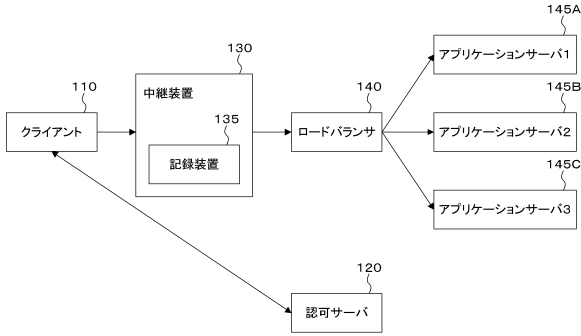 145A
アプリケーションサーバ1
110
クライアント
130
中継装置
135
記録装置
140
ロードバランサ
145B
アプリケーションサーバ2
145C
アプリケーションサーバ3
120
認可サーバ